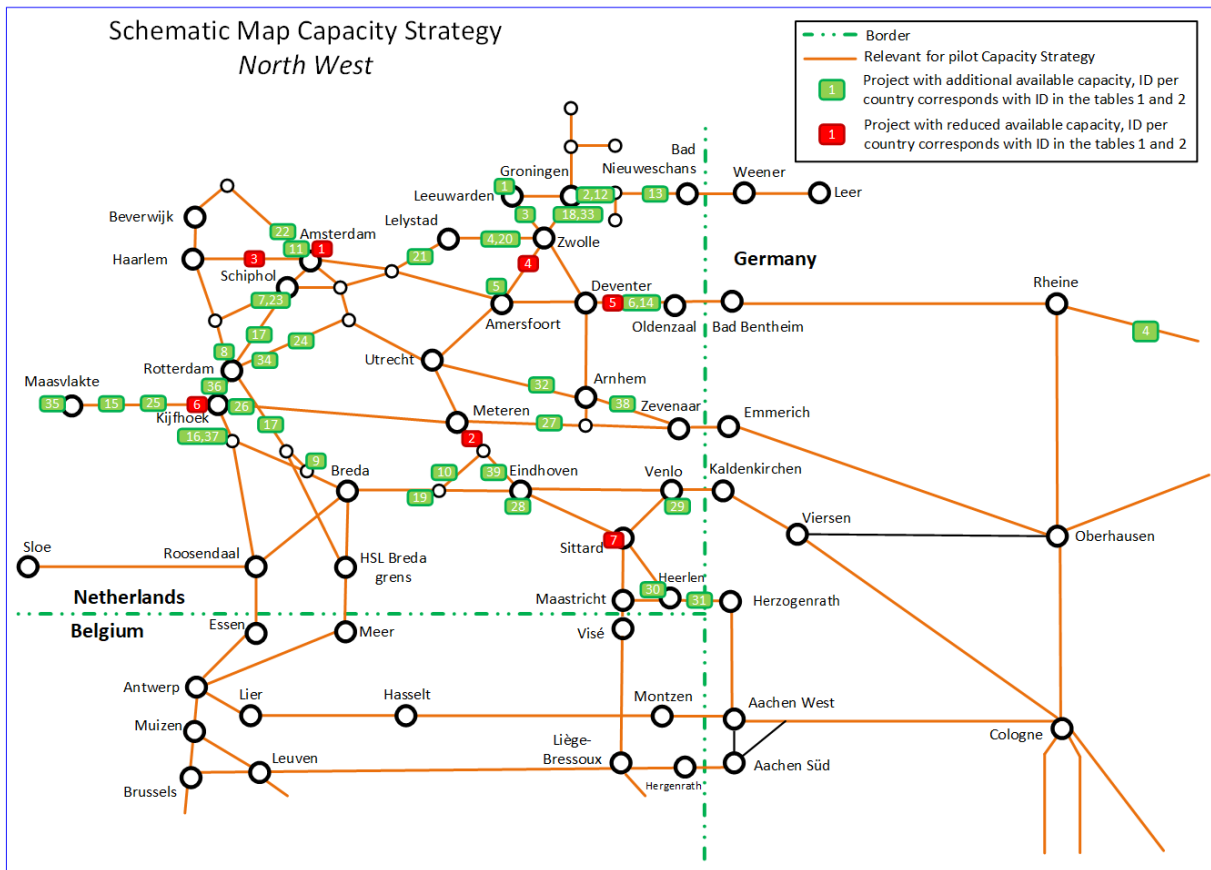 Schematic Map Capacity Strategy
North West
Border
Relevant for pilot Capacity Strategy
1
Project with additional available capacity, ID per
country corresponds with ID in the tables 1 and 2
1
Project with reduced available capacity, ID per
country corresponds with ID in the tables 1 and 2
Bad
Nieuweschans
Groningen
Leeuwarden
1
2,12
13
Weener
Leer
Beverwijk
3
18,33
Lelystad
22
Amsterdam
11
1
4,20
Zwolle
21
Haarlem
3
4
Germany
Schiphol
5
Deventer
Rheine
7,23
5
6,14
Amersfoort
Oldenzaal
Bad Bentheim
4
17
24
8
34
Rotterdam
Utrecht
Maasvlakte
36
32
Arnhem
35
15
25
6
26
38
Zevenaar
Emmerich
Kijfhoek
Meteren
27
16,37
17
2
9
10
39
Breda
Eindhoven
Venlo
Kaldenkirchen
19
28
29
Viersen
Oberhausen
Sloe
Roosendaal
HSL Breda
grens
7
Sittard
Heerlen
30
Netherlands
Maastricht
31
Herzogenrath
Belgium
Essen
Meer
Visé
Antwerp
Lier
Hasselt
Montzen
Aachen West
Muizen
Cologne
Leuven
Liège-
Bressoux
Aachen Süd
Brussels
Hergenrath